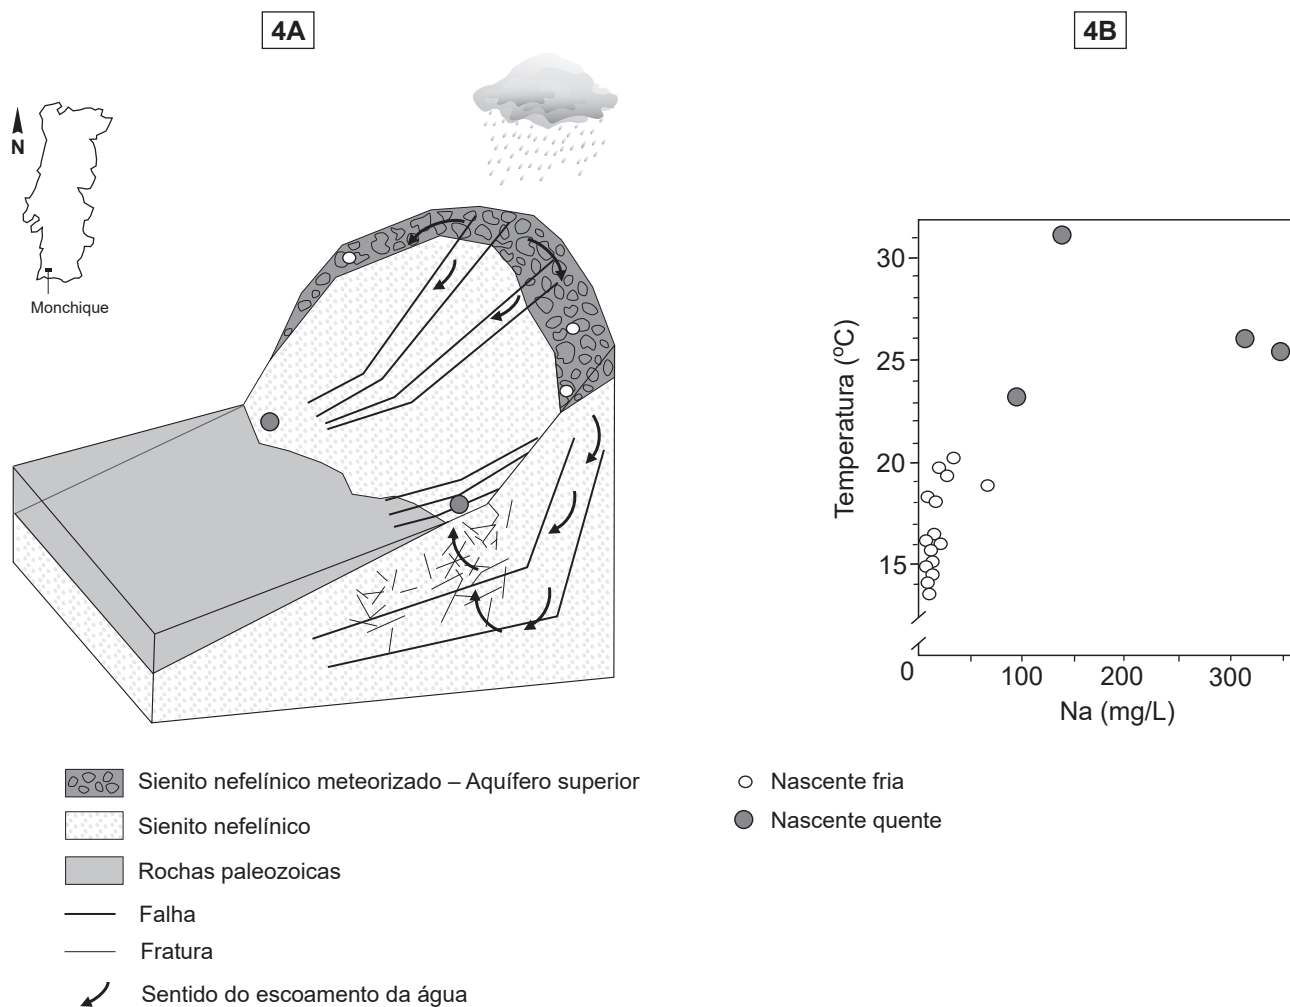 4A
4B
N
Monchique
Temperatura (ºC)
30
25
20
15
0
100
200
300
Na (mg/L)
Sienito nefelínico meteorizado – Aquífero superior
Sienito nefelínico
Rochas paleozoicas
Falha
Fratura
Sentido do escoamento da água
Nascente fria
Nascente quente